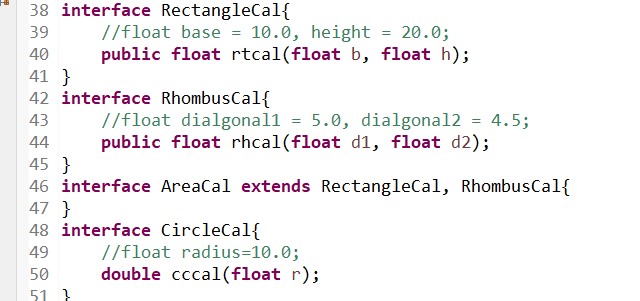 38 interface RectangleCal{
39     //float base = 10.0, height = 20.0;
40     public float rtcal(float b, float h);
41 }
42 interface RhombusCal{
43     //float dialgonal1 = 5.0, dialgonal2 = 4.5;
44     public float rhcal(float d1, float d2);
45 }
46 interface AreaCal extends RectangleCal, RhombusCal{
47 }
48 interface CircleCal{
49     //float radius=10.0;
50     double cccal(float r);
51 }